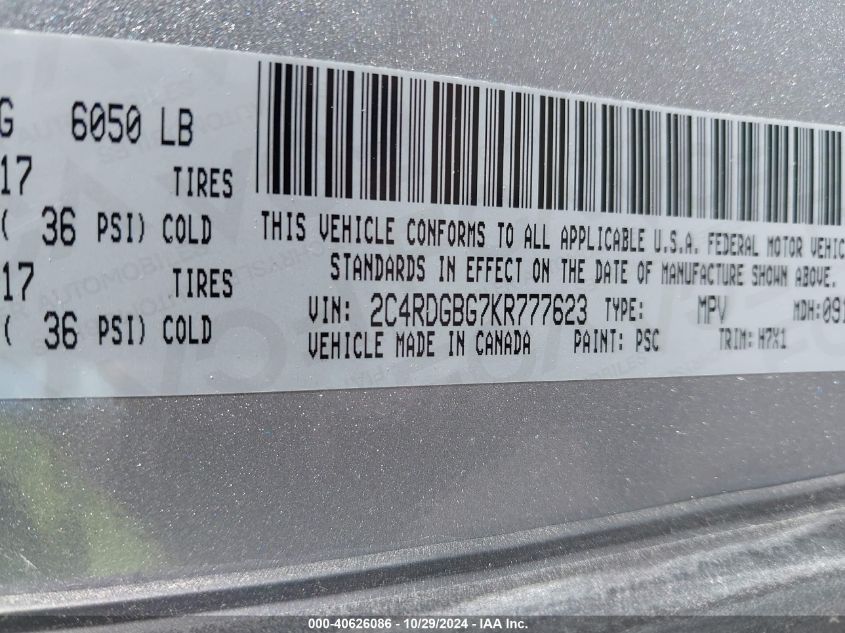 G 6050 LB
17 TIRES
( 36 PSI) COLD
17 TIRES
( 36 PSI) COLD
THIS VEHICLE CONFORMS TO ALL APPLICABLE U.S.A. FEDERAL MOTOR VEHIC
STANDARDS IN EFFECT ON THE DATE OF MANUFACTURE SHOWN ABOVE.
VIN: 2C4RDGBG7KR777623 TYPE: MPV MDH:091
VEHICLE MADE IN CANADA PAINT: PSC TRIM: H7X1
000-40626086 - 10/29/2024 - IAA Inc.